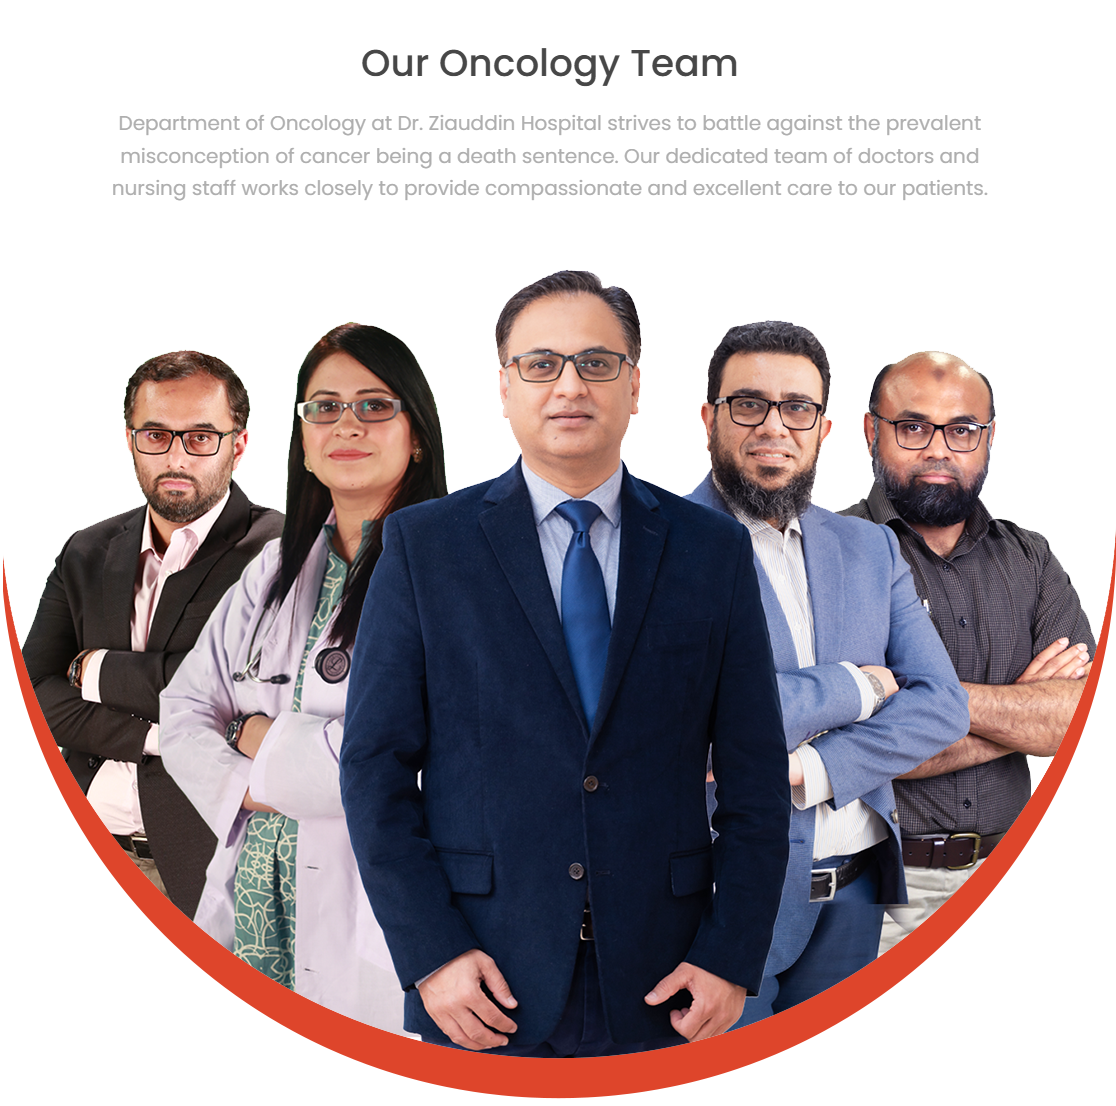 Our Oncology Team
Department of Oncology at Dr. Ziauddin Hospital strives to battle against the prevalent
misconception of cancer being a death sentence. Our dedicated team of doctors and
nursing staff works closely to provide compassionate and excellent care to our patients.